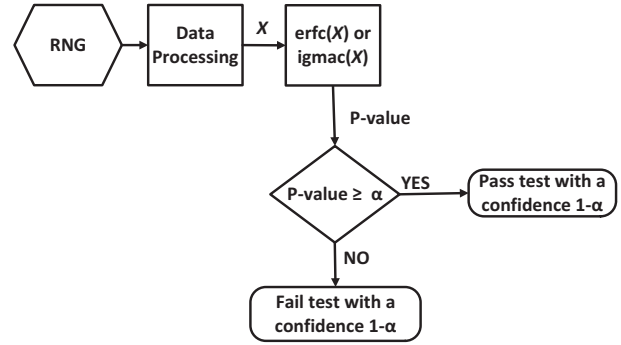 RNG
Data
Processing
X
erfc(X) or
igmac(X)
P-value
P-value ≥ α
YES
Pass test with a
confidence 1-α
NO
Fail test with a
confidence 1-α